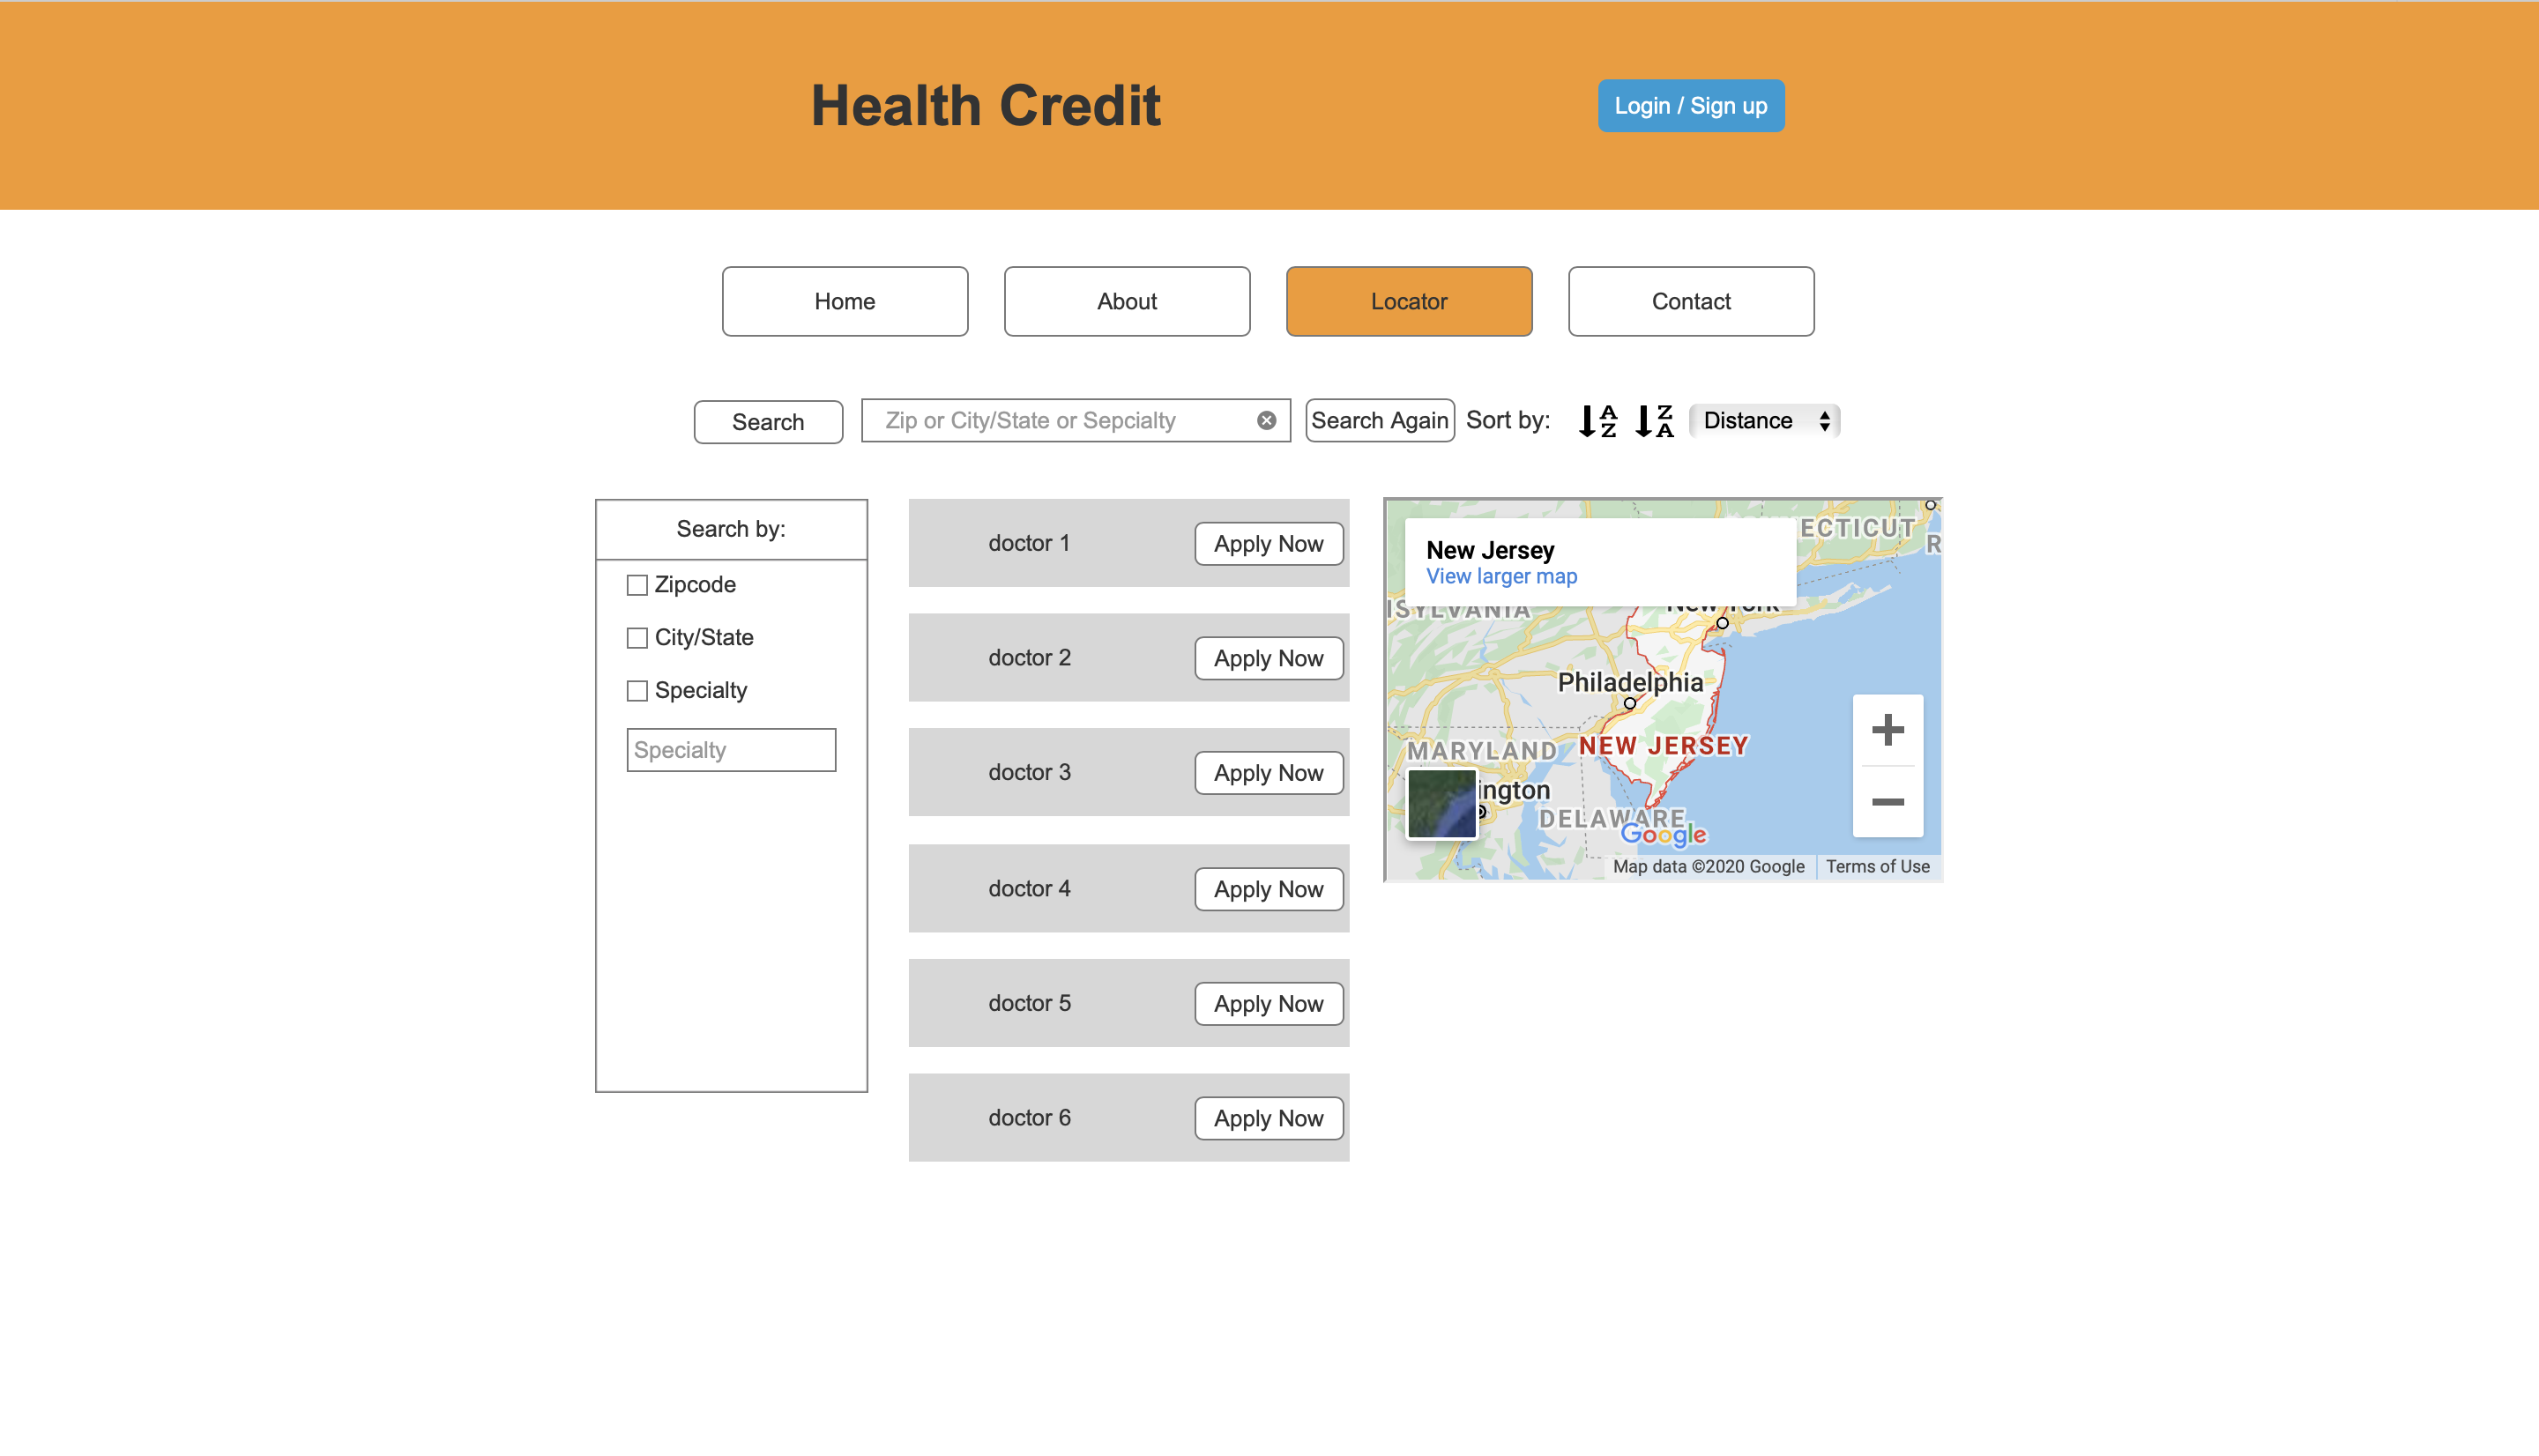 Health Credit
Login / Sign up
Home
About
Locator
Contact
Search
Zip or City/State or Sepcialty
Search Again
Sort by:
A
Z
Z
A
Distance
Search by:
Zipcode
City/State
Specialty
Specialty
doctor 1
Apply Now
doctor 2
Apply Now
doctor 3
Apply Now
doctor 4
Apply Now
doctor 5
Apply Now
doctor 6
Apply Now
New Jersey
View larger map
ECTICUT
R
ISYLVANIA
New York
Philadelphia
MARYLAND
NEW JERSEY
ington
DELAWARE
Google
Map data ©2020 Google
Terms of Use